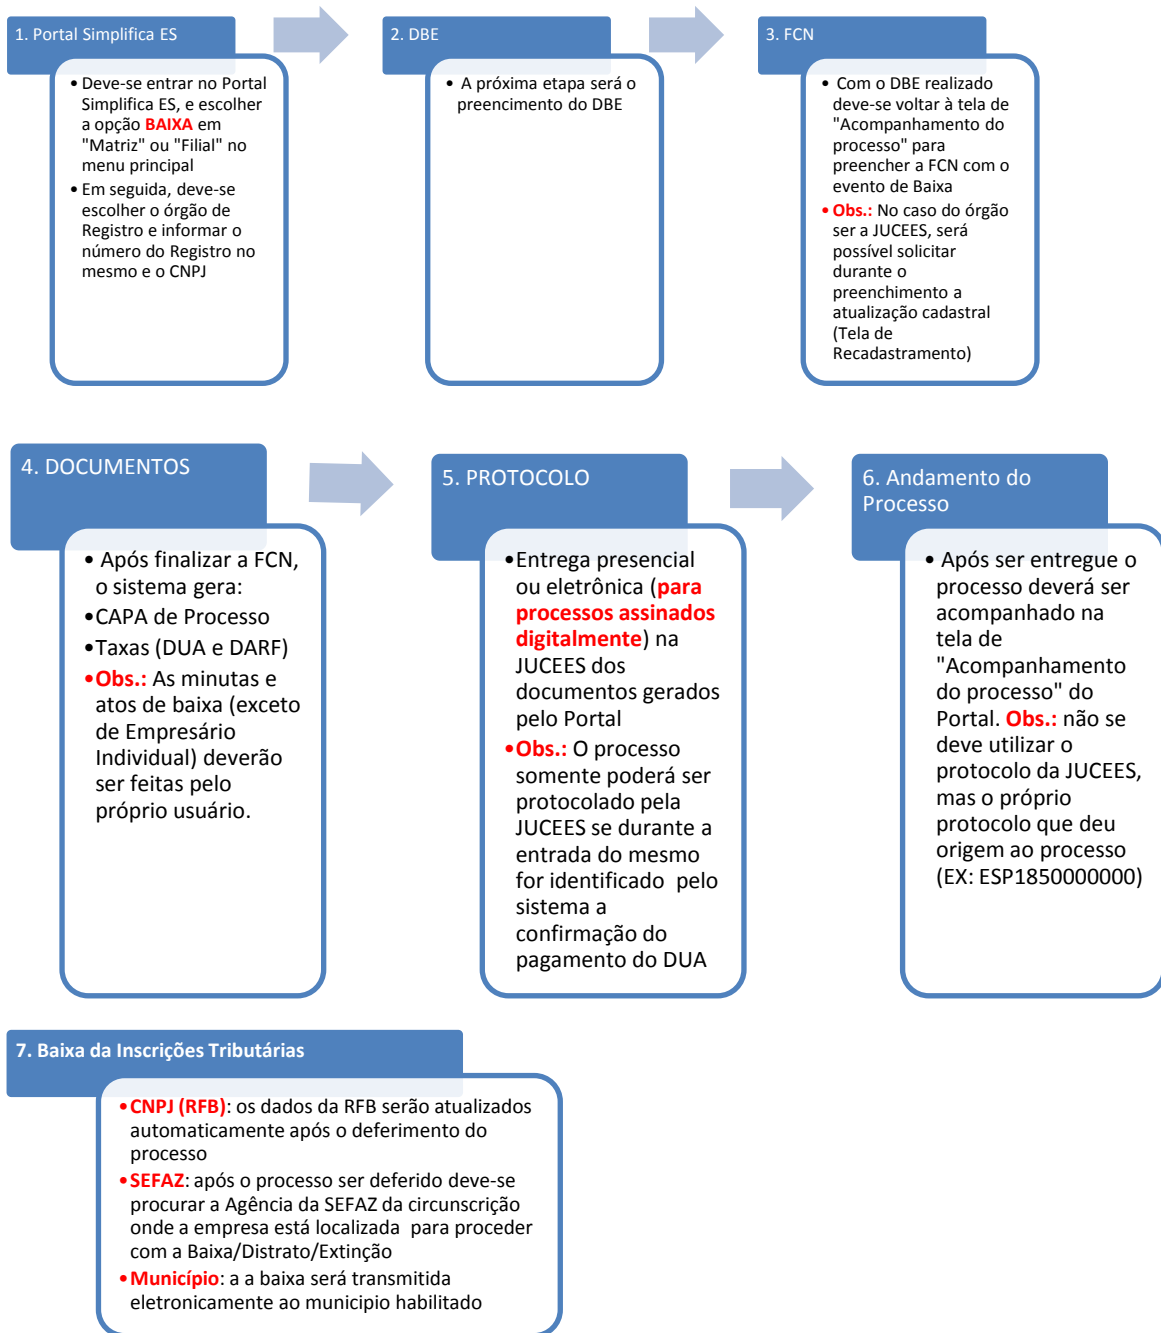 1. Portal Simplifica ES
• Deve-se entrar no Portal
Simplifica ES, e escolher
a opção BAIXA em
"Matriz" ou "Filial" no
menu principal
• Em seguida, deve-se
escolher o órgão de
Registro e informar o
número do Registro no
mesmo e o CNPJ
2. DBE
• A próxima etapa será o
preencimento do DBE
3. FCN
• Com o DBE realizado
deve-se voltar à tela de
"Acompanhamento do
processo" para
preencher a FCN com o
evento de Baixa
• Obs.: No caso do órgão
ser a JUCEES, será
possível solicitar
durante o
preenchimento a
atualização cadastral
(Tela de
Recadastramento)
4. DOCUMENTOS
• Após finalizar a FCN,
o sistema gera:
• CAPA de Processo
• Taxas (DUA e DARF)
• Obs.: As minutas e
atos de baixa (exceto
de Empresário
Individual) deverão
ser feitas pelo
próprio usuário.
5. PROTOCOLO
• Entrega presencial
ou eletrônica (para
processos assinados
digitalmente) na
JUCEES dos
documentos gerados
pelo Portal
• Obs.: O processo
somente poderá ser
protocolado pela
JUCEES se durante a
entrada do mesmo
for identificado pelo
sistema a
confirmação do
pagamento do DUA
6. Andamento do
Processo
• Após ser entregue o
processo deverá ser
acompanhado na
tela de
"Acompanhamento
do processo" do
Portal. Obs.: não se
deve utilizar o
protocolo da JUCEES,
mas o próprio
protocolo que deu
origem ao processo
(EX: ESP1850000000)
7. Baixa da Inscrições Tributárias
• CNPJ (RFB): os dados da RFB serão atualizados
automaticamente após o deferimento do
processo
• SEFAZ: após o processo ser deferido deve-se
procurar a Agência da SEFAZ da circunscrição
onde a empresa está localizada para proceder
com a Baixa/Distrato/Extinção
• Município: a a baixa será transmitida
eletronicamente ao municipio habilitado